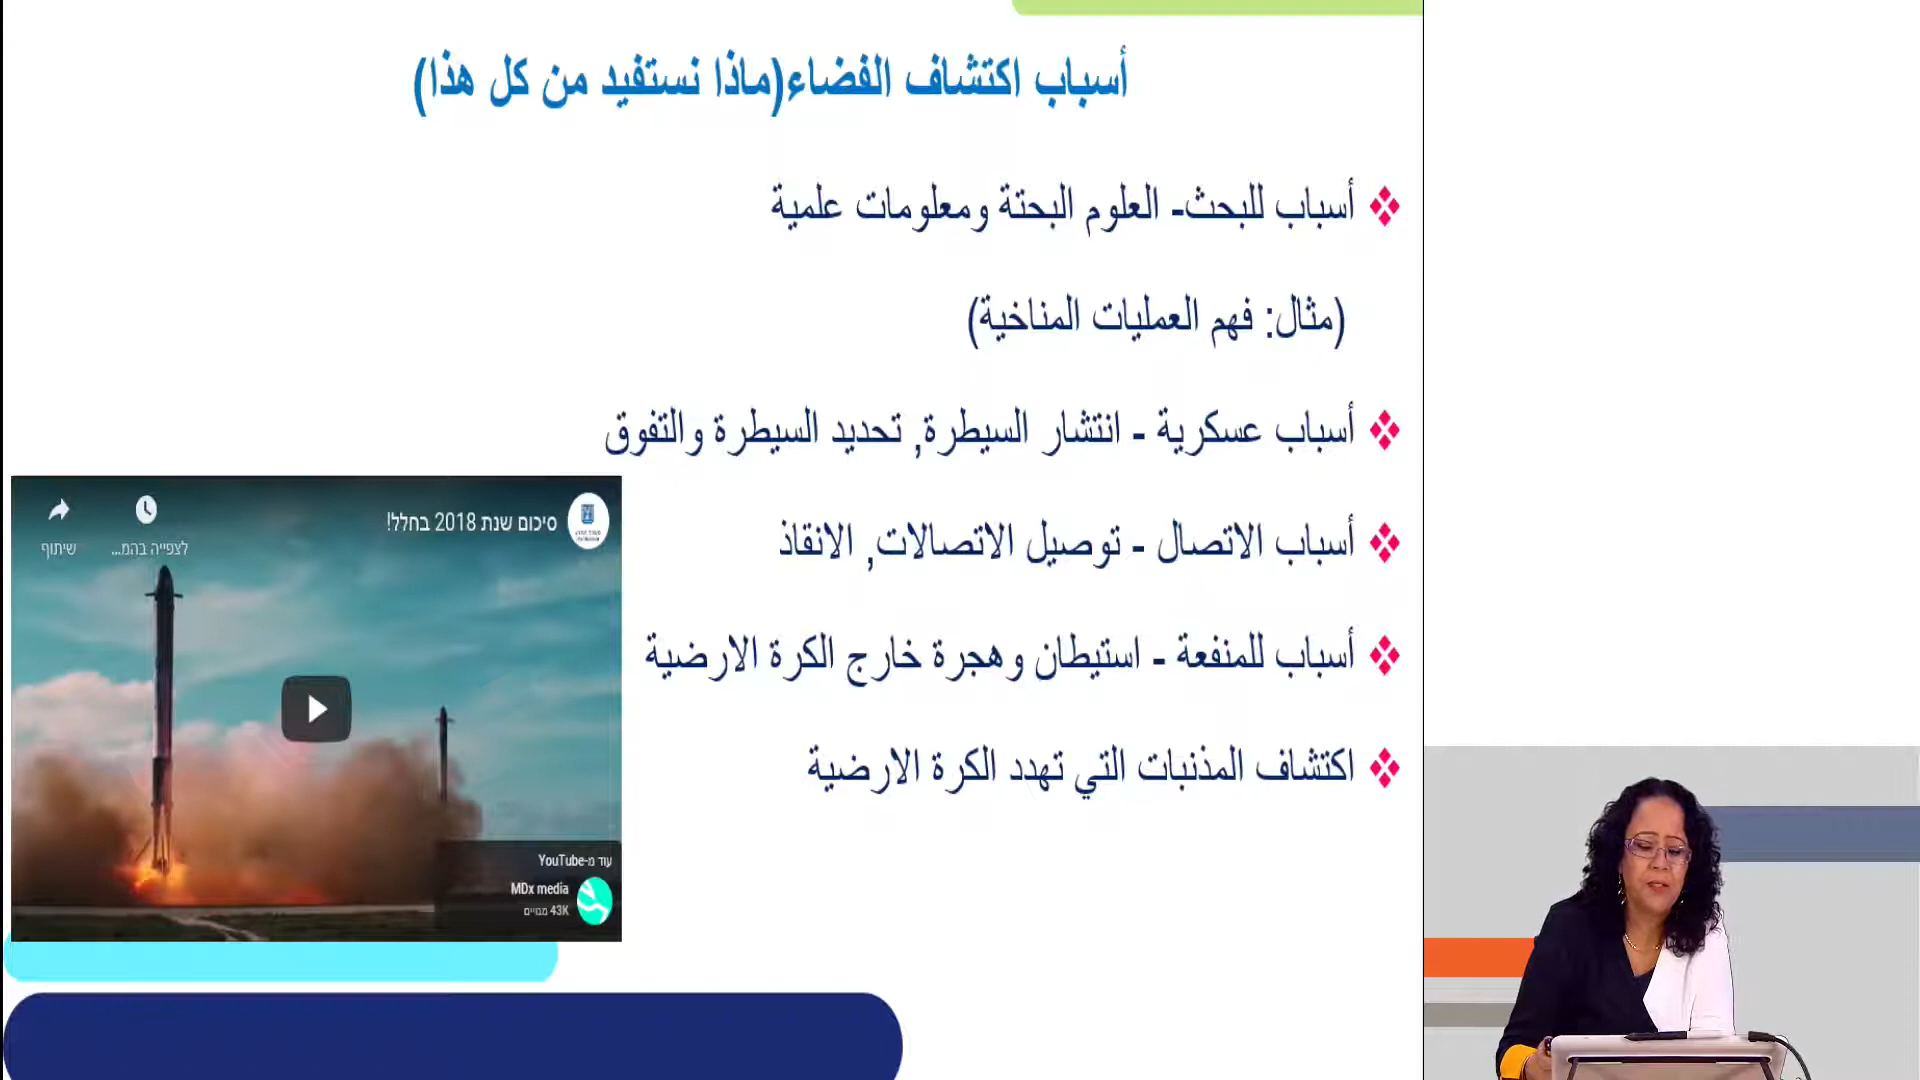 أسباب اكتشاف الفضاء(ماذا نستفيد من كل هذا)
أسباب للبحث- العلوم البحتة ومعلومات علمية
(مثال: فهم العمليات المناخية)
أسباب عسكرية - انتشار السيطرة, تحديد السيطرة والتفوق
أسباب الاتصال - توصيل الاتصالات, الانقاذ
أسباب للمنفعة - استيطان وهجرة خارج الكرة الارضية
اكتشاف المذنبات التي تهدد الكرة الارضية
סיכום שנת 2018 בחלל!
לצפייה בהמ...
שיתוף
עוד מ-YouTube
MDx media
43K מנויים